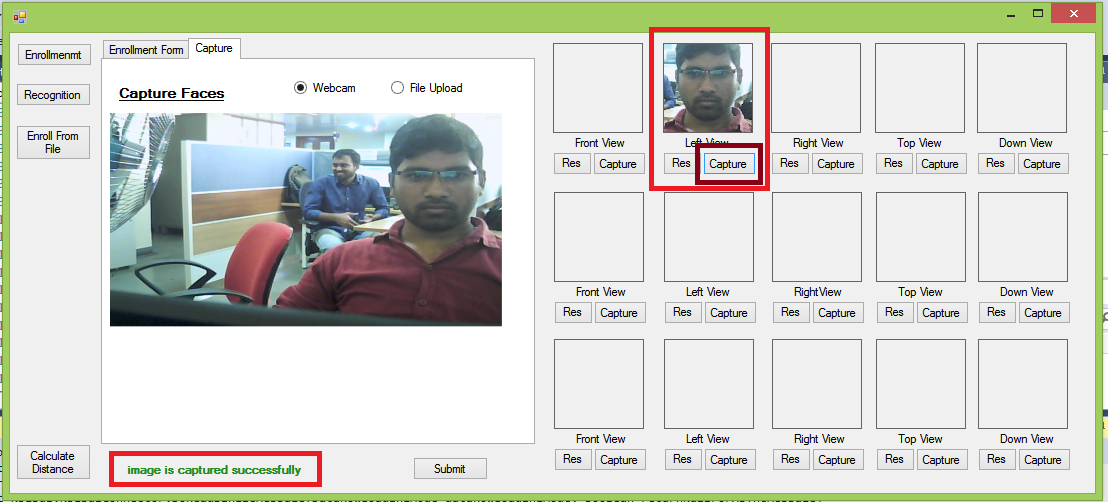 Enrollmenmt
Recognition
Enroll From
File
Calculate
Distance
Enrollment Form
Capture
Capture Faces
Webcam
File Upload
image is captured successfully
Submit
Front View
Left View
Right View
Top View
Down View
Res
Capture
Res
Capture
Res
Capture
Res
Capture
Res
Capture
Front View
Left View
RightView
Top View
Down View
Res
Capture
Res
Capture
Res
Capture
Res
Capture
Res
Capture
Front View
Left View
Right View
Top View
Down View
Res
Capture
Res
Capture
Res
Capture
Res
Capture
Res
Capture